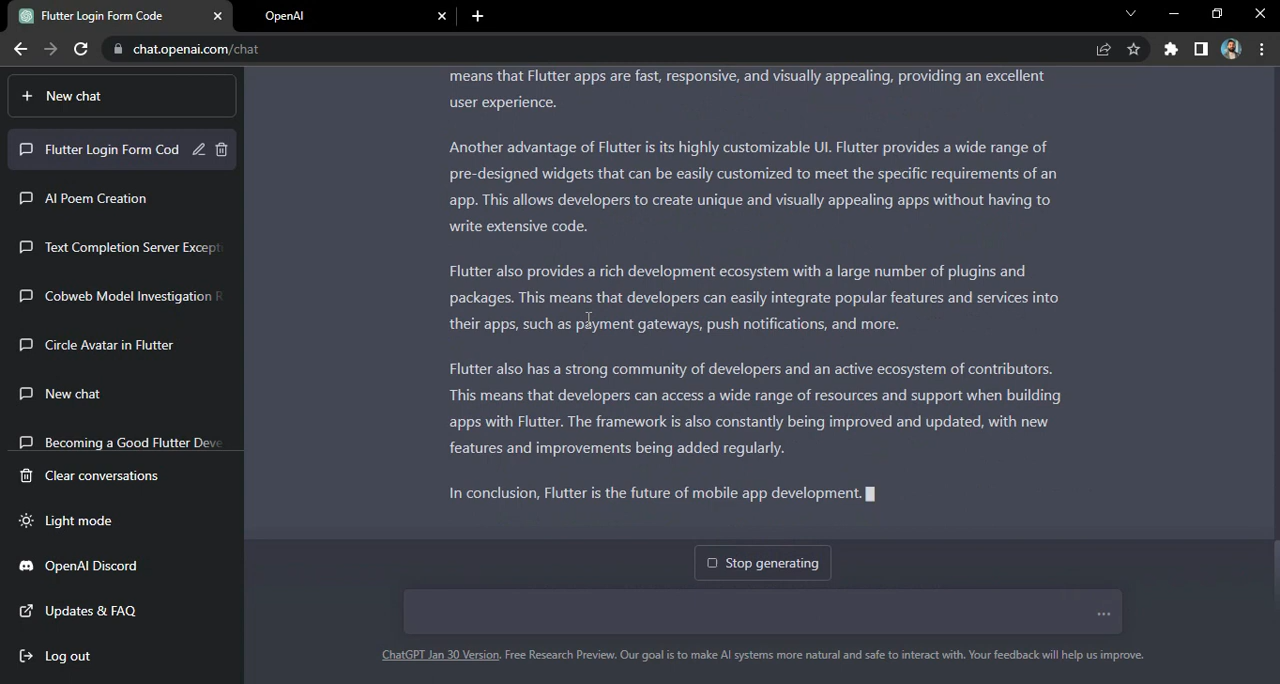 Flutter Login Form Code
OpenAI
chat.openai.com/chat
New chat
Flutter Login Form Cod
AI Poem Creation
Text Completion Server Except
Cobweb Model Investigation R
Circle Avatar in Flutter
New chat
Becoming a Good Flutter Deve
Clear conversations
Light mode
OpenAI Discord
Updates & FAQ
Log out
means that Flutter apps are fast, responsive, and visually appealing, providing an excellent
user experience.
Another advantage of Flutter is its highly customizable UI. Flutter provides a wide range of
pre-designed widgets that can be easily customized to meet the specific requirements of an
app. This allows developers to create unique and visually appealing apps without having to
write extensive code.
Flutter also provides a rich development ecosystem with a large number of plugins and
packages. This means that developers can easily integrate popular features and services into
their apps, such as payment gateways, push notifications, and more.
Flutter also has a strong community of developers and an active ecosystem of contributors.
This means that developers can access a wide range of resources and support when building
apps with Flutter. The framework is also constantly being improved and updated, with new
features and improvements being added regularly.
In conclusion, Flutter is the future of mobile app development.
Stop generating
ChatGPT Jan 30 Version. Free Research Preview. Our goal is to make AI systems more natural and safe to interact with. Your feedback will help us improve.